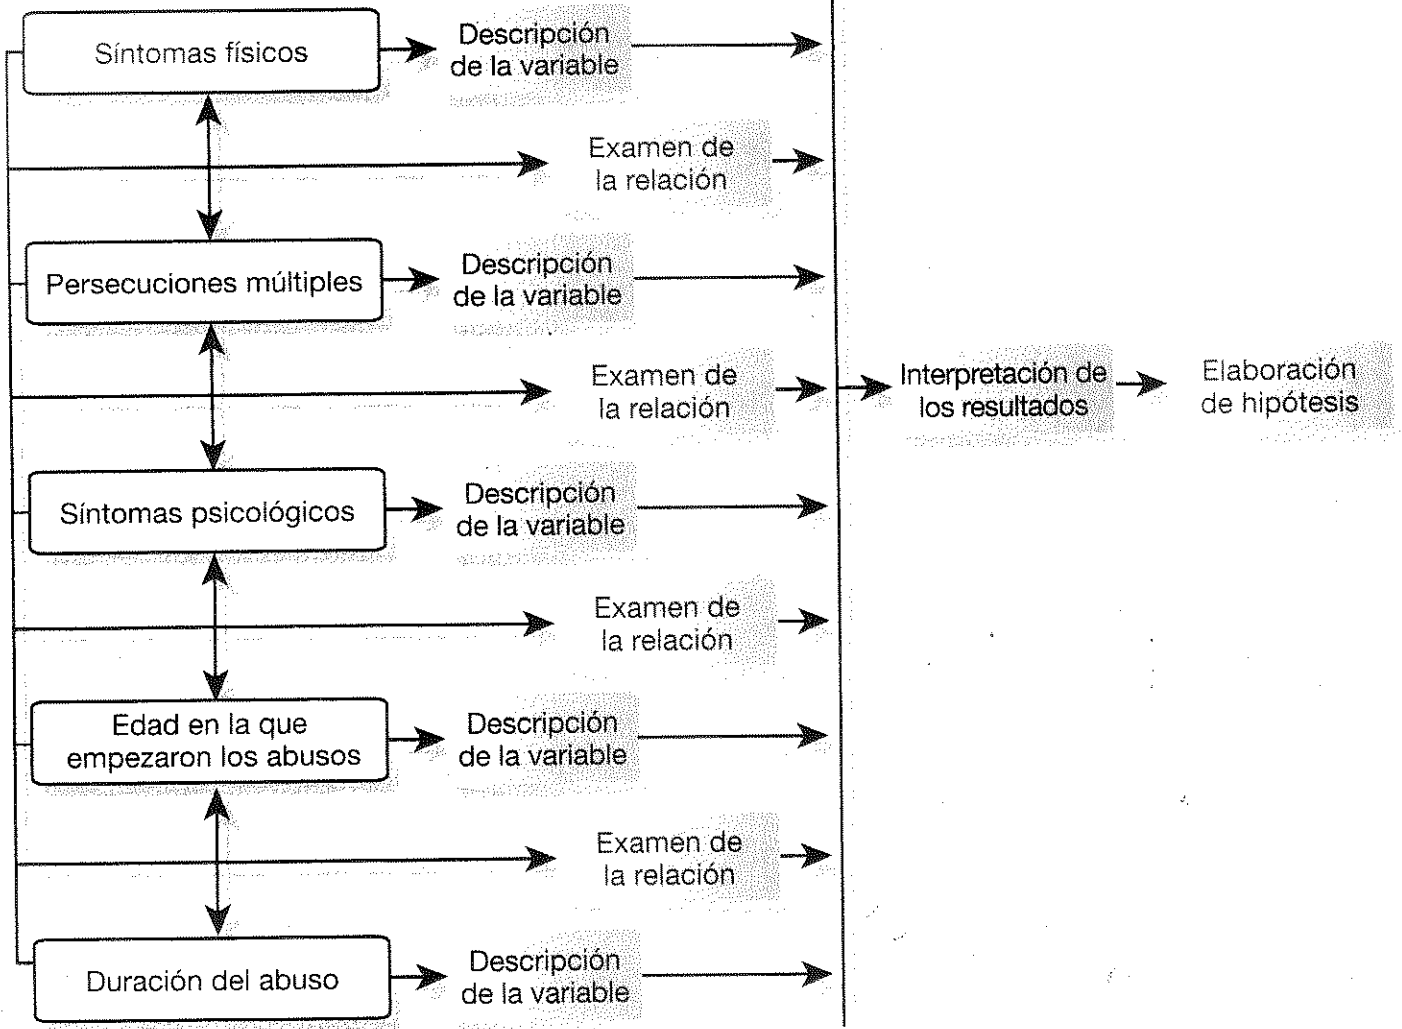 Síntomas físicos
Descripción
de la variable
Examen de
la relación
Persecuciones múltiples
Descripción
de la variable
Examen de
la relación
Interpretación de
los resultados
Elaboración
de hipótesis
Síntomas psicológicos
Descripción
de la variable
Examen de
la relación
Edad en la que
empezaron los abusos
Descripción
de la variable
Examen de
la relación
Duración del abuso
Descripción
de la variable